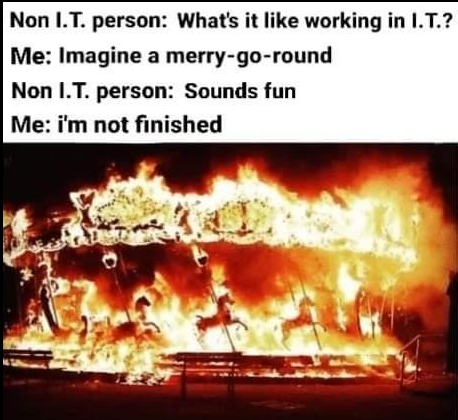 Non I.T. person: What's it like working in I.T.?
Me: Imagine a merry-go-round
Non I.T. person: Sounds fun
Me: i'm not finished